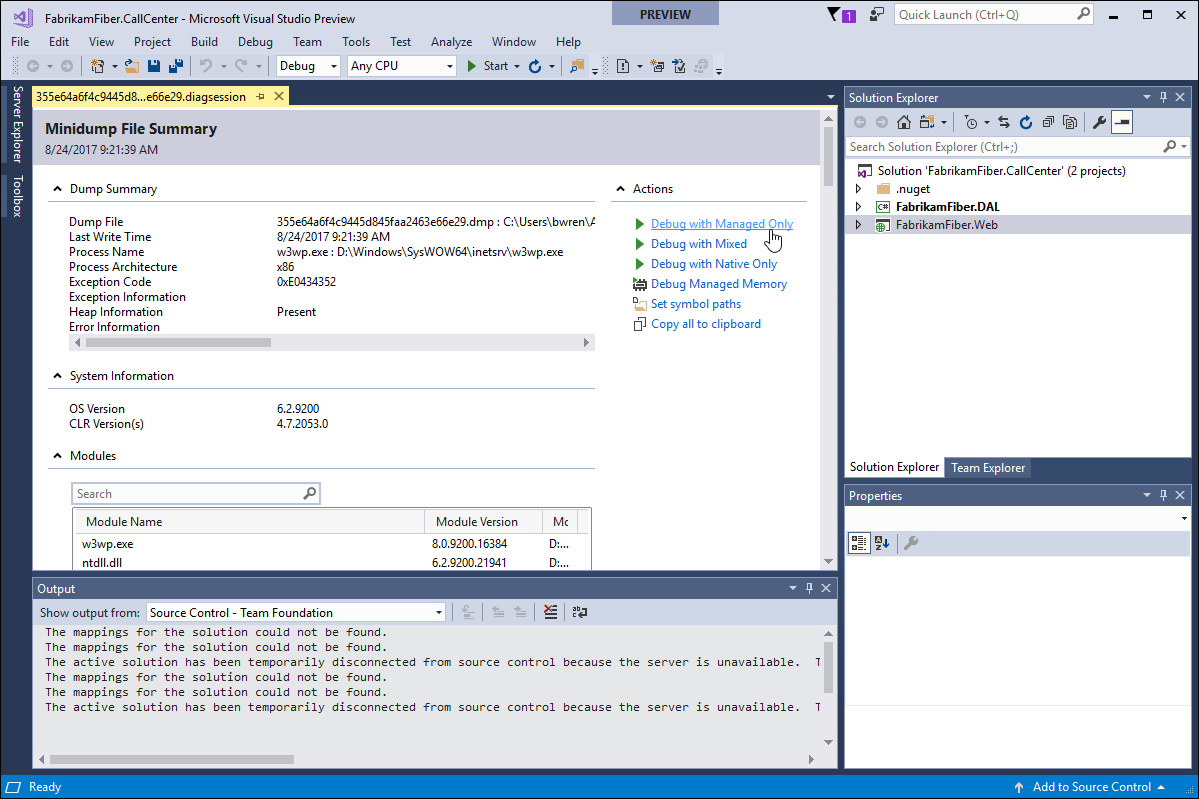 FabrikamFiber.CallCenter - Microsoft Visual Studio Preview
PREVIEW
1
Quick Launch (Ctrl+Q)
File Edit View Project Build Debug Team Tools Test Analyze Window Help
Debug Any CPU Start
Server Explorer
Toolbox
355e64a6f4c9445d8...e66e29.diagsession
Minidump File Summary
8/24/2017 9:21:39 AM
Dump Summary
Dump File 355e64a6f4c9445d845faa2463e66e29.dmp : C:\Users\bwren\A
Last Write Time 8/24/2017 9:21:39 AM
Process Name w3wp.exe : D:\Windows\SysWOW64\inetsrv\w3wp.exe
Process Architecture x86
Exception Code 0xE0434352
Exception Information
Heap Information Present
Error Information
System Information
OS Version 6.2.9200
CLR Version(s) 4.7.2053.0
Modules
Search
Module Name Module Version Mc
w3wp.exe 8.0.9200.16384 D:...
ntdll.dll 6.2.9200.21941 D:...
Actions
Debug with Managed Only
Debug with Mixed
Debug with Native Only
Debug Managed Memory
Set symbol paths
Copy all to clipboard
Output
Show output from: Source Control - Team Foundation
The mappings for the solution could not be found.
The mappings for the solution could not be found.
The active solution has been temporarily disconnected from source control because the server is unavailable. T
The mappings for the solution could not be found.
The mappings for the solution could not be found.
The active solution has been temporarily disconnected from source control because the server is unavailable. T
Solution Explorer
Search Solution Explorer (Ctrl+;)
Solution 'FabrikamFiber.CallCenter' (2 projects)
.nuget
C# FabrikamFiber.DAL
FabrikamFiber.Web
Solution Explorer Team Explorer
Properties
Ready
Add to Source Control